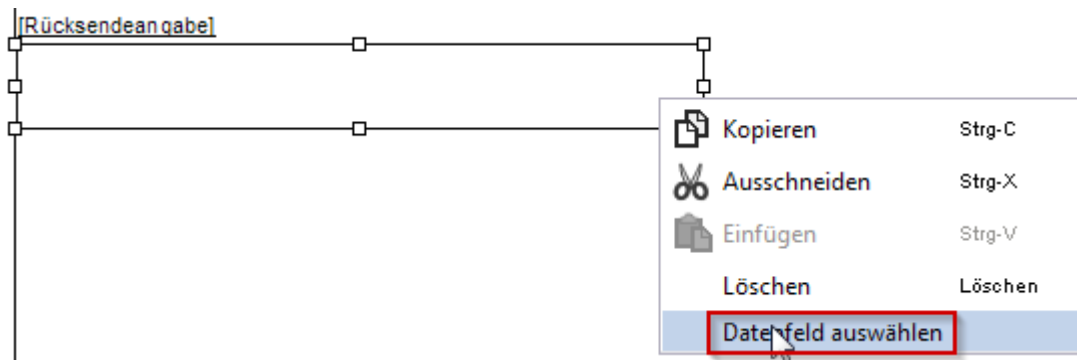 [Rücksendeangabe]
Kopieren Strg-C
Ausschneiden Strg-X
Einfügen Strg-V
Löschen Löschen
Datenfeld auswählen